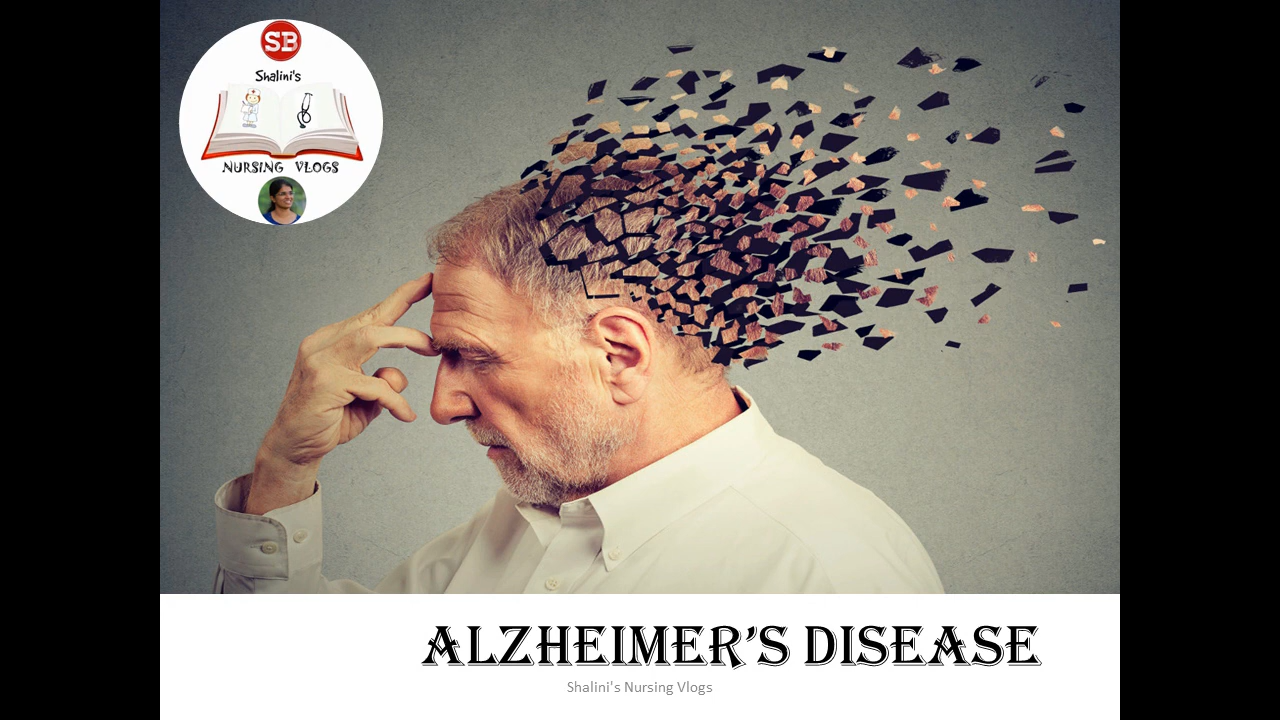 SB
Shalini's
NURSING VLOGS
ALZHEIMER'S DISEASE
Shalini's Nursing Vlogs